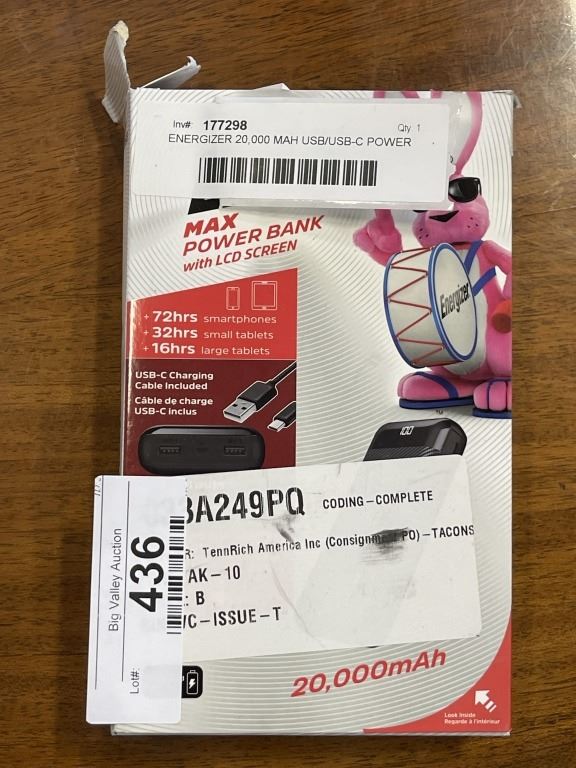 Inv#: 177298 Qty 1
ENERGIZER 20,000 MAH USB/USB-C POWER
MAX
POWER BANK
with LCD SCREEN
+ 72hrs smartphones
+ 32hrs small tablets
+ 16hrs large tablets
USB-C Charging
Cable Included
Câble de charge
USB-C inclus
Energizer
100
BA249PQ CODING-COMPLETE
R: TennRich America Inc (Consignment PO)-TACONS
AK-10
: B
C-ISSUE-T
Big Valley Auction
Lot#: 436
20,000mAh
Look Inside
Regarde à l'intérieur